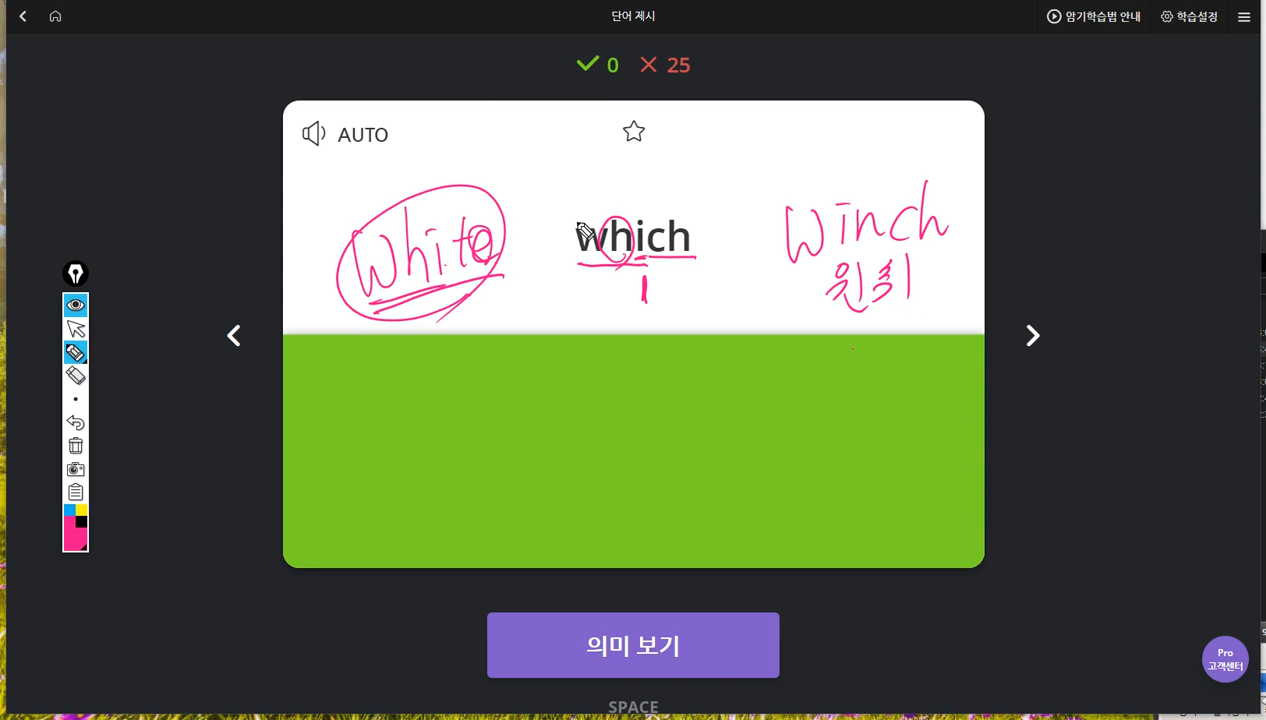 단어 제시
암기학습법 안내
학습설정
0
25
AUTO
White
which
Winch
윈치
의미 보기
SPACE
Pro
고객센터